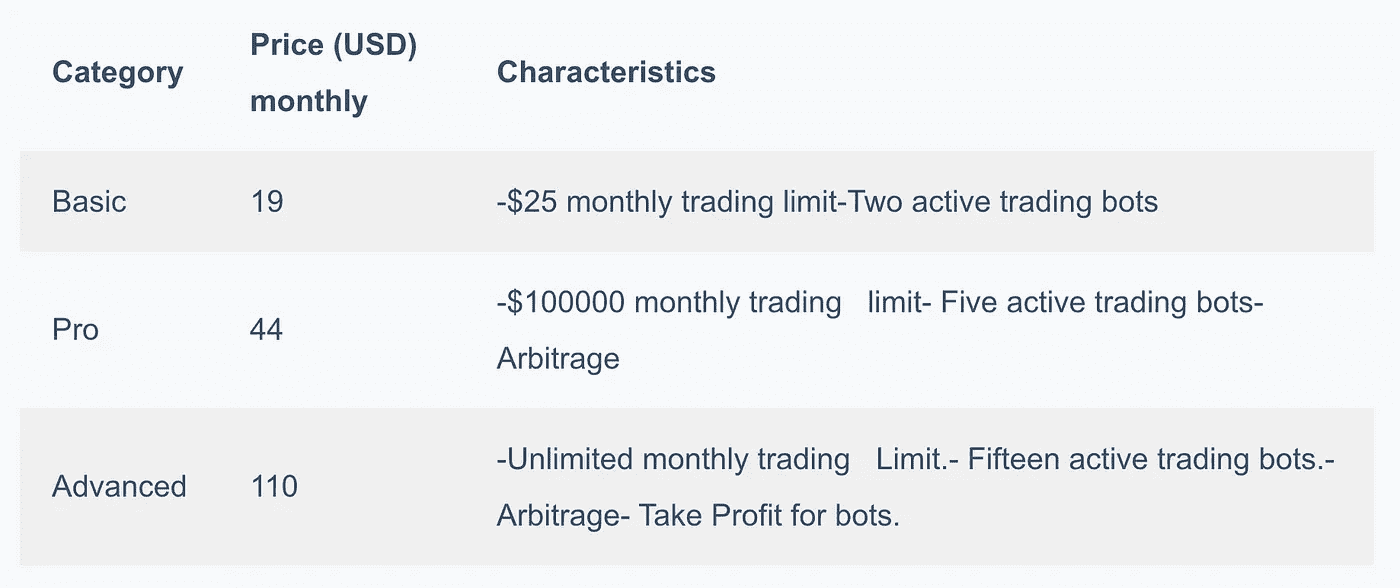 Category
Price (USD)
monthly
Characteristics
Basic
19
-$25 monthly trading limit-Two active trading bots
Pro
44
-$100000 monthly trading   limit- Five active trading bots-
Arbitrage
Advanced
110
-Unlimited monthly trading   Limit.- Fifteen active trading bots.-
Arbitrage- Take Profit for bots.